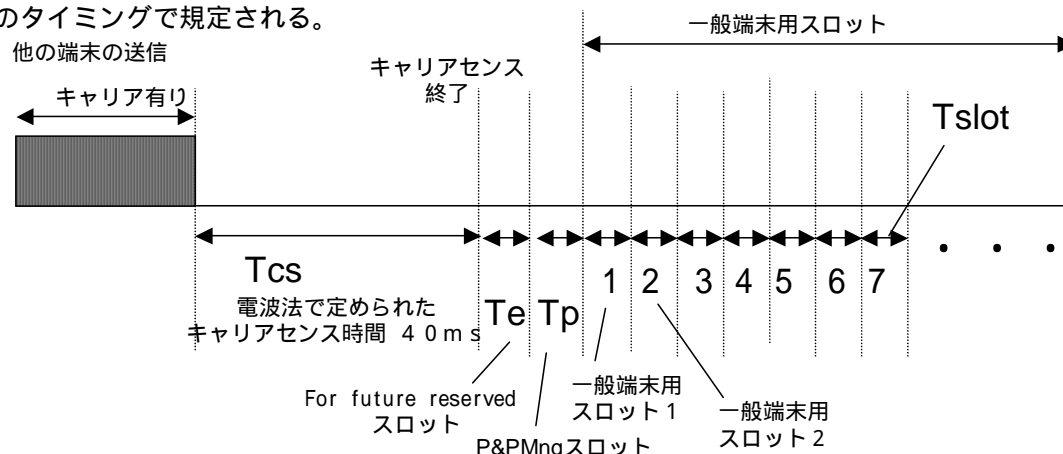 のタイミングで規定される。
他の端末の送信
一般端末用スロット
キャリアセンス
終了
キャリア有り
Tslot
Tcs
電波法で定められた
キャリアセンス時間 40ms
Te Tp
1 2 3 4 5 6 7 . . .
For future reserved
スロット
P&PMngスロット
一般端末用
スロット1
一般端末用
スロット2